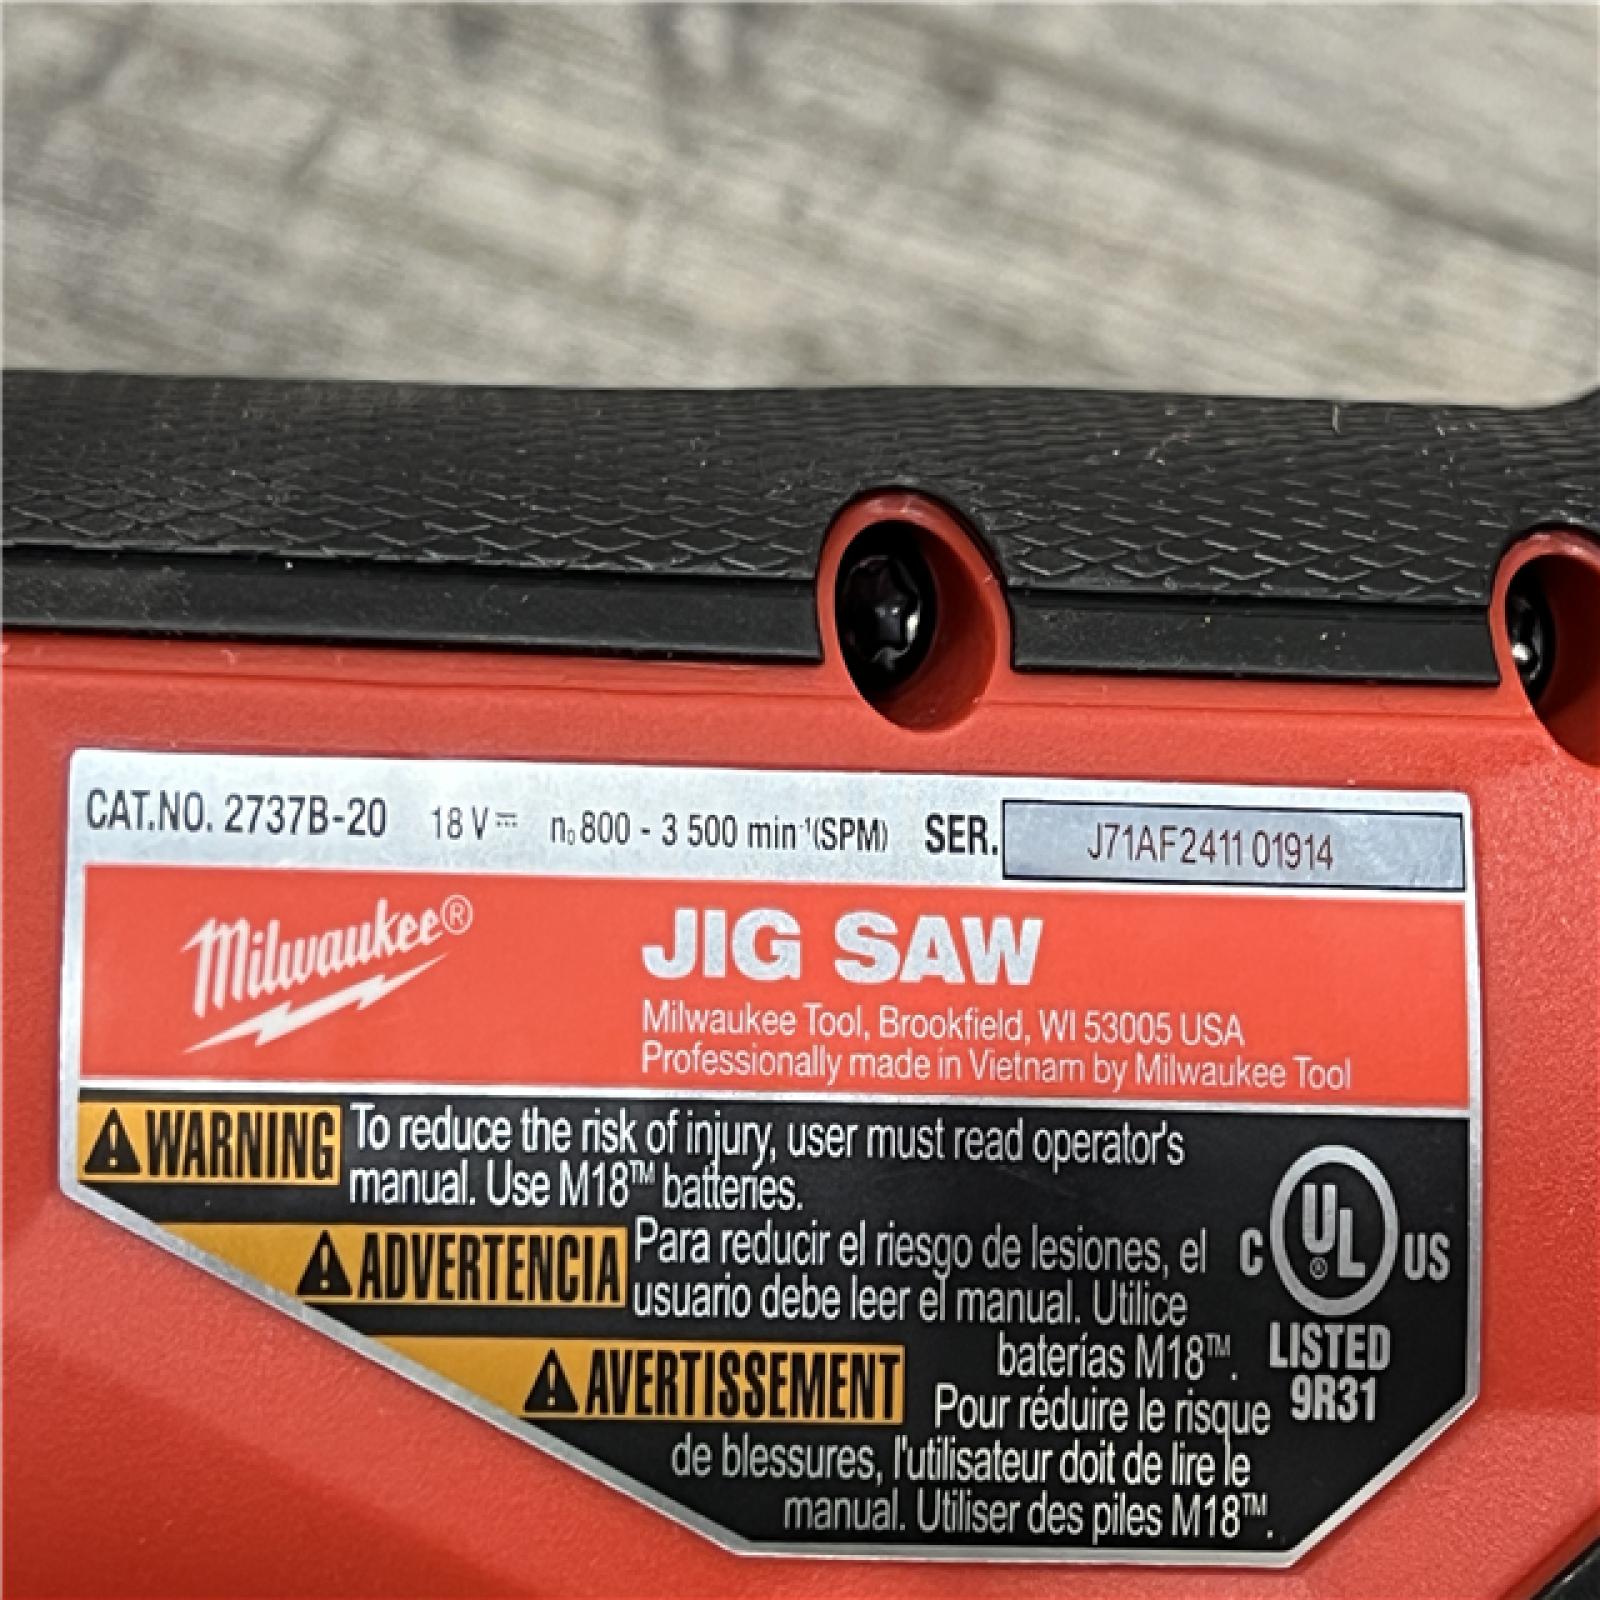 CAT.NO. 2737B-20 18 V⎓ n₀800 - 3 500 min⁻¹(SPM) SER. J71AF2411 01914
Milwaukee®
JIG SAW
Milwaukee Tool, Brookfield, WI 53005 USA
Professionally made in Vietnam by Milwaukee Tool
WARNING To reduce the risk of injury, user must read operator's
manual. Use M18™ batteries.
ADVERTENCIA Para reducir el riesgo de lesiones, el
usuario debe leer el manual. Utilice
baterías M18™.
AVERTISSEMENT Pour réduire le risque
de blessures, l'utilisateur doit de lire le
manual. Utiliser des piles M18™.
C UL® US
LISTED
9R31